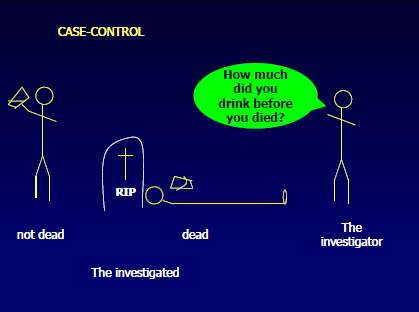 CASE-CONTROL
How much
did you
drink before
you died?
RIP
not dead
dead
The
investigator
The investigated